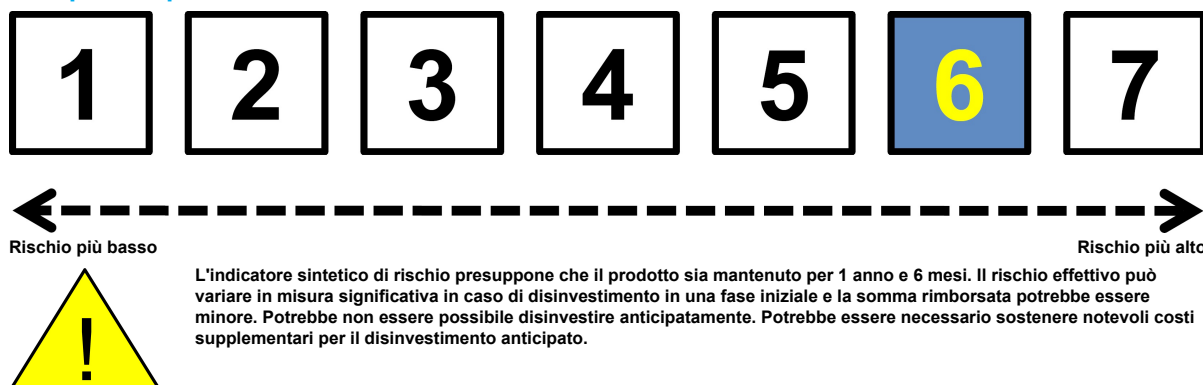 1 2 3 4 5 6 7
Rischio più basso Rischio più alto
L'indicatore sintetico di rischio presuppone che il prodotto sia mantenuto per 1 anno e 6 mesi. Il rischio effettivo può
variare in misura significativa in caso di disinvestimento in una fase iniziale e la somma rimborsata potrebbe essere
minore. Potrebbe non essere possibile disinvestire anticipatamente. Potrebbe essere necessario sostenere notevoli costi
supplementari per il disinvestimento anticipato.
!